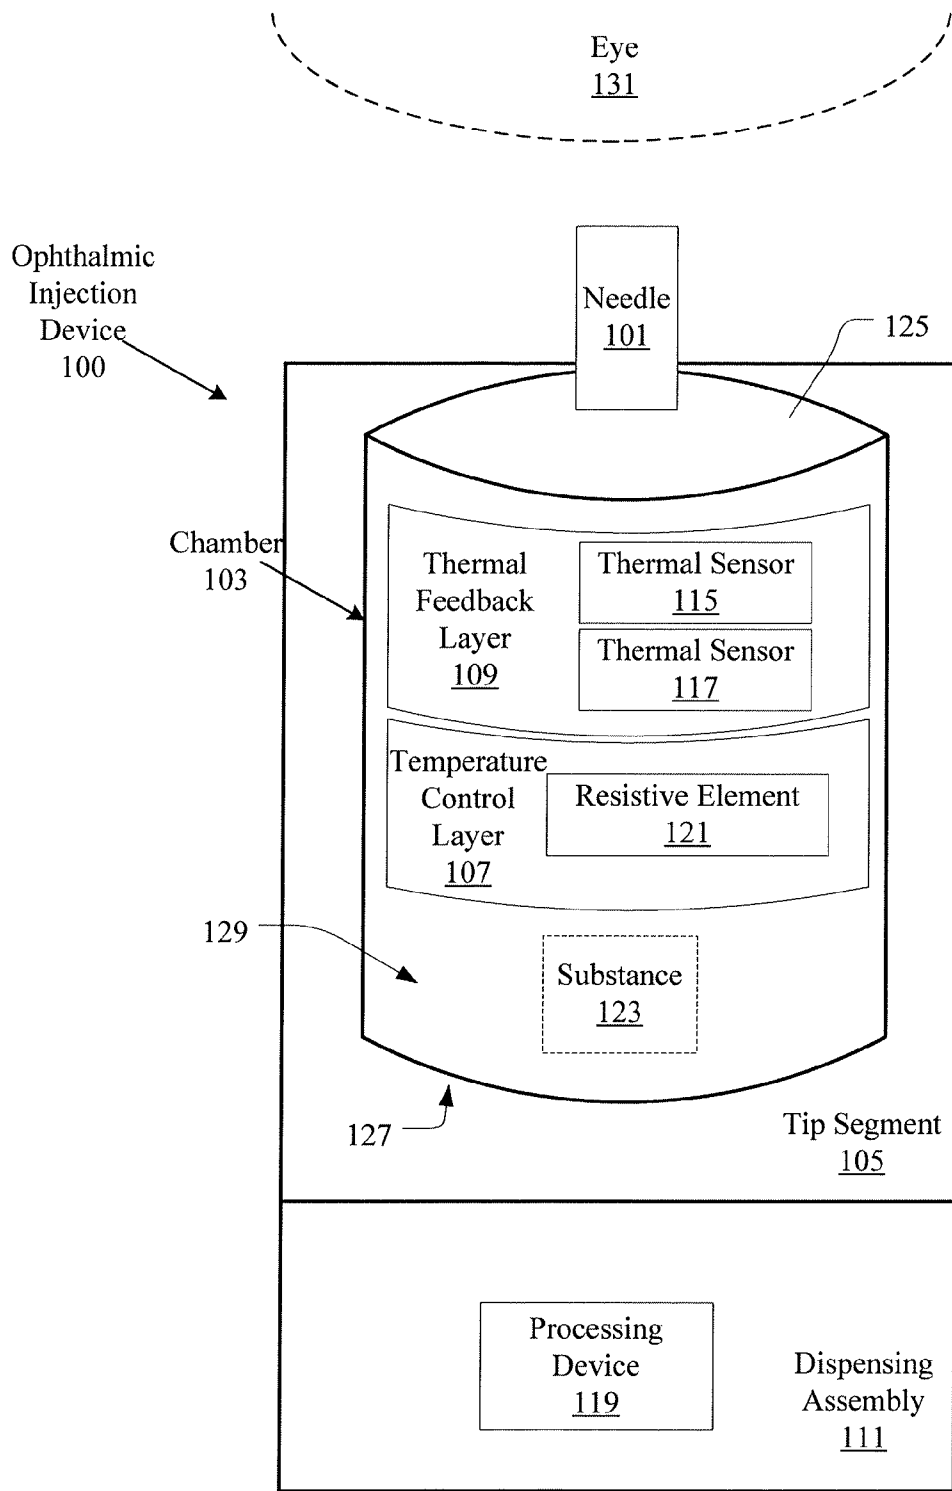 Eye
131
Ophthalmic
Injection
Device
100
Needle
101
125
Chamber
103
Thermal
Feedback
Layer
109
Thermal Sensor
115
Thermal Sensor
117
Temperature
Control
Layer
107
Resistive Element
121
129
Substance
123
127
Tip Segment
105
Processing
Device
119
Dispensing
Assembly
111